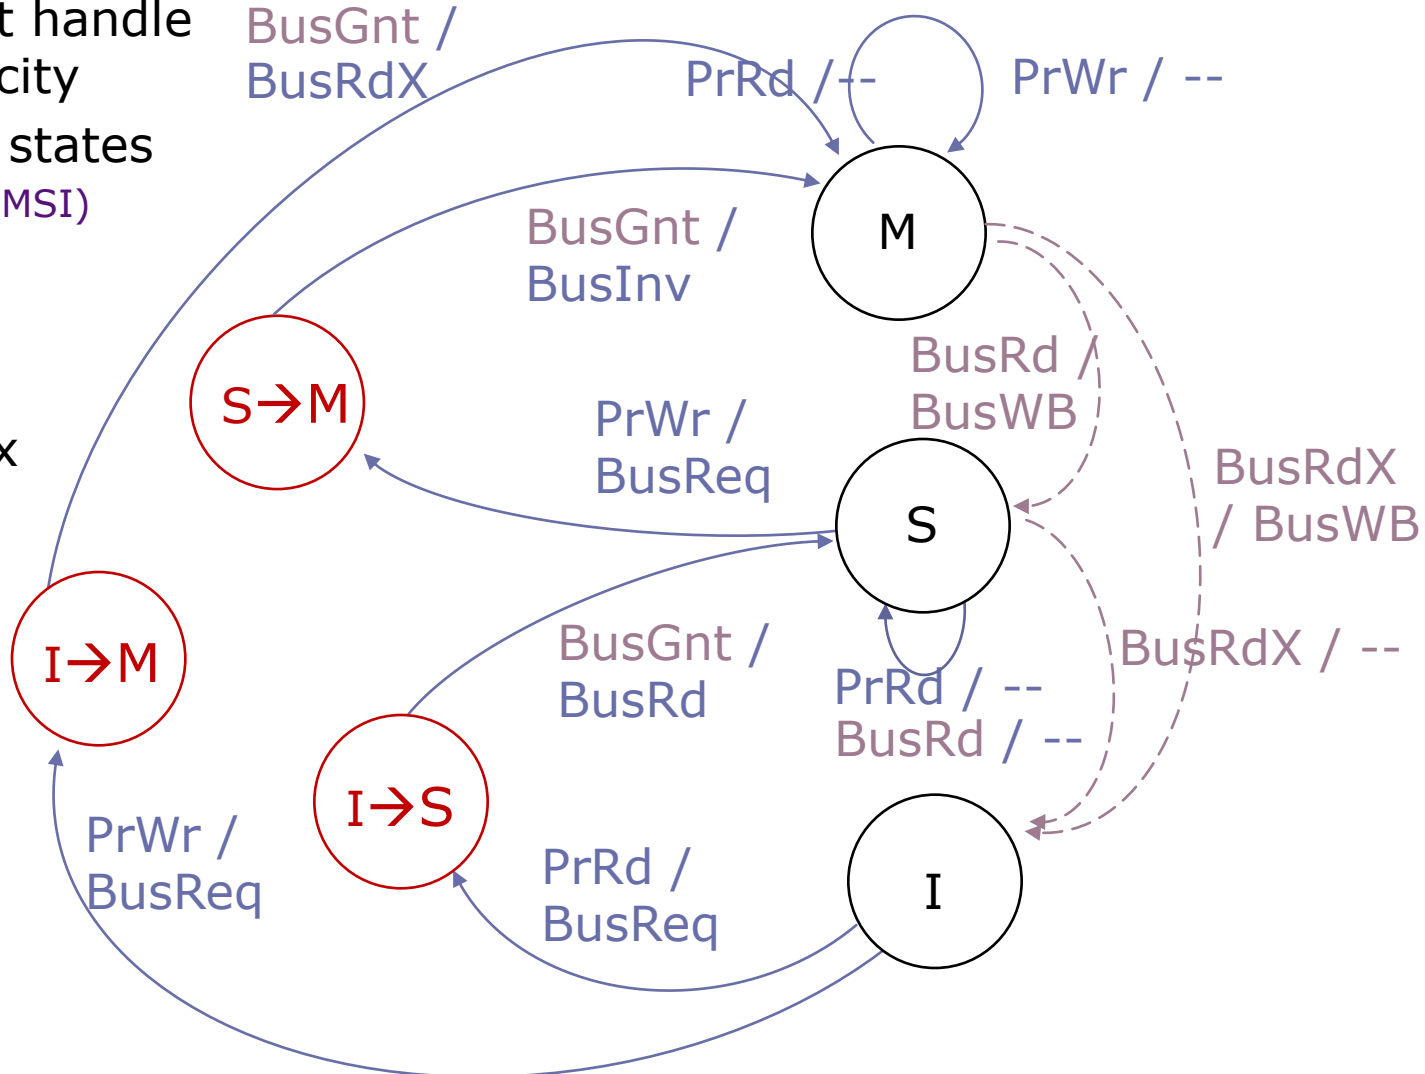 t handle
city
states
MSI)
x
BusGnt /
BusRdX
PrRd /--
PrWr / --
M
BusGnt /
BusInv
BusRd /
BusWB
S→M
PrWr /
BusReq
BusRdX
/ BusWB
S
I→M
BusGnt /
BusRd
PrRd / --
BusRd / --
BusRdX / --
I→S
PrWr /
BusReq
PrRd /
BusReq
I